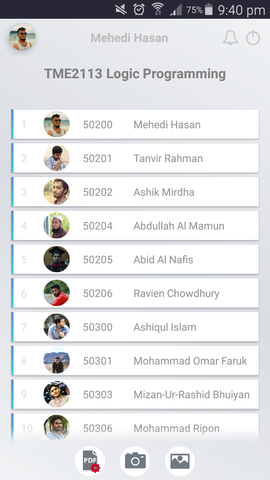 75% 9:40 pm
Mehedi Hasan
TME2113 Logic Programming
1 50200 Mehedi Hasan
2 50201 Tanvir Rahman
3 50202 Ashik Mirdha
4 50204 Abdullah Al Mamun
5 50205 Abid Al Nafis
6 50206 Ravien Chowdhury
7 50300 Ashiqul Islam
8 50301 Mohammad Omar Faruk
9 50303 Mizan-Ur-Rashid Bhuiyan
10 50306 Mohammad Ripon
PDF